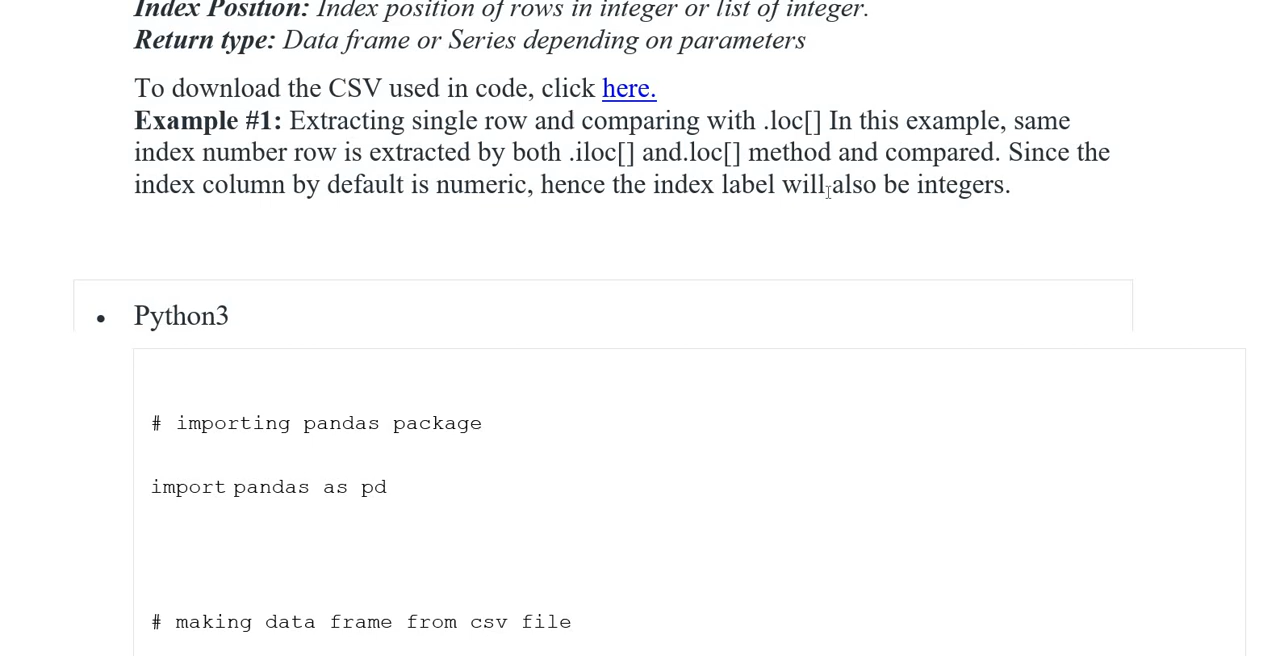 Index Position: Index position of rows in integer or list of integer.
Return type: Data frame or Series depending on parameters
To download the CSV used in code, click here.
Example #1: Extracting single row and comparing with .loc[] In this example, same
index number row is extracted by both .iloc[] and.loc[] method and compared. Since the
index column by default is numeric, hence the index label will also be integers.
• Python3
# importing pandas package
import pandas as pd
# making data frame from csv file